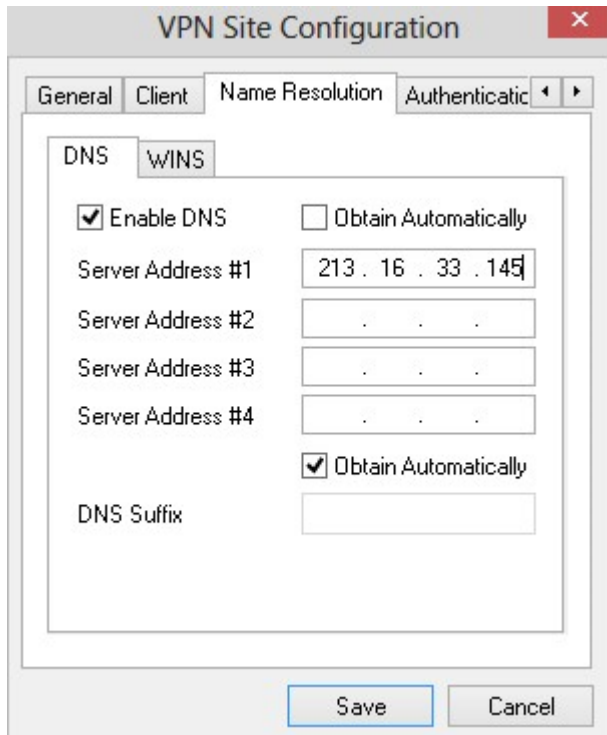 VPN Site Configuration
General Client Name Resolution Authenticatic
DNS WINS
Enable DNS Obtain Automatically
Server Address #1 213 . 16 . 33 . 145
Server Address #2 . . .
Server Address #3 . . .
Server Address #4 . . .
Obtain Automatically
DNS Suffix
Save Cancel